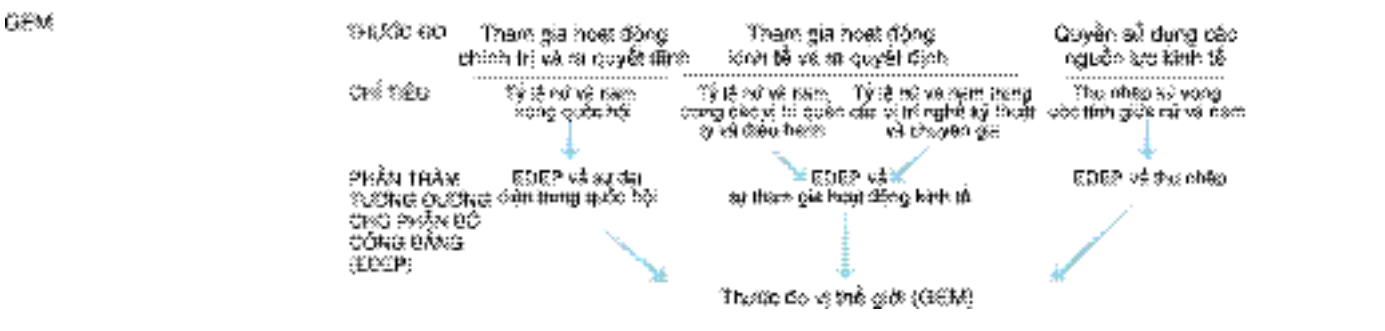 GEM
THƯỚC ĐO
Tham gia hoạt động
chính trị và ra quyết định
Tham gia hoạt động
kinh tế và ra quyết định
Quyền sử dụng các
nguồn lực kinh tế
CHỈ TIÊU
Tỷ lệ nữ và nam
trong quốc hội
Tỷ lệ nữ và nam
trong các vị trí quản
lý và điều hành
Tỷ lệ nữ và nam trong
các vị trí nghề kỹ thuật
và chuyên gia
Thu nhập kỳ vọng
ước tính giữa nữ và nam
PHẦN TRĂM
TƯƠNG ĐƯƠNG
CHO PHÂN BỔ
CÔNG BẰNG
(EDEP)
EDEP về sự đại
diện trong quốc hội
EDEP về
sự tham gia hoạt động kinh tế
EDEP về thu nhập
Thước đo vị thế giới (GEM)